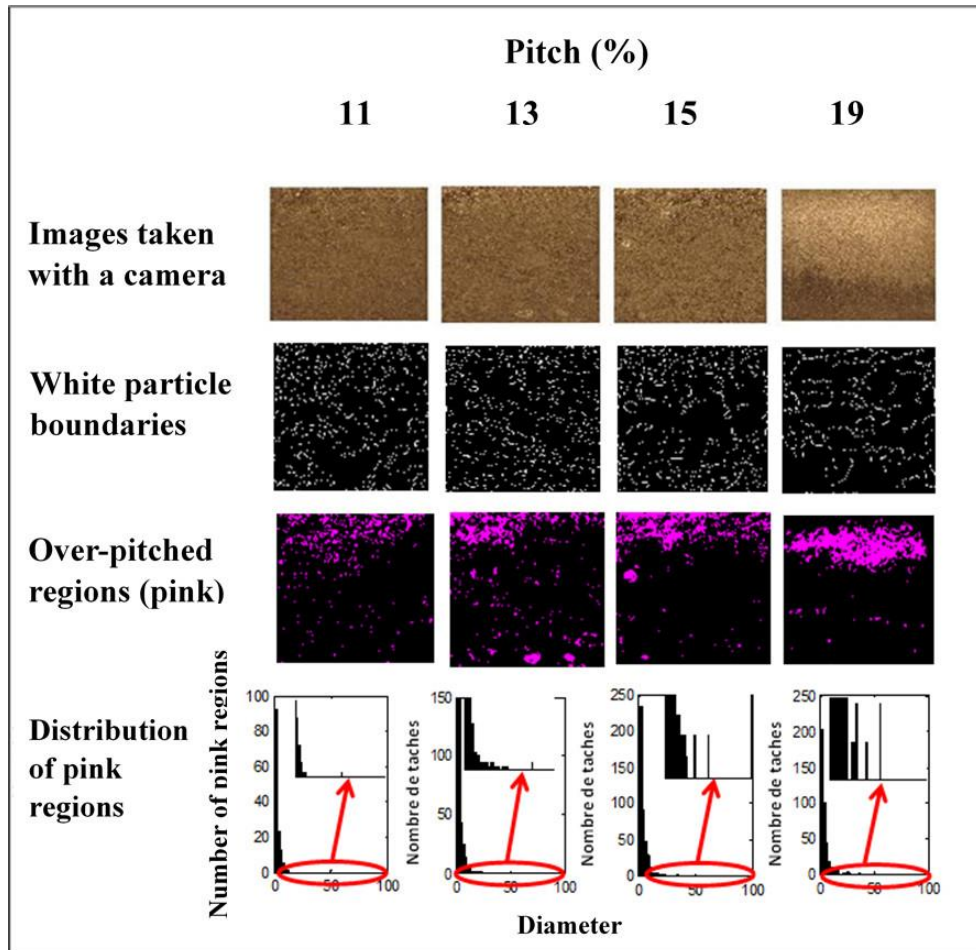 Pitch (%)
11 13 15 19
Images taken
with a camera
White particle
boundaries
Over-pitched
regions (pink)
Distribution
of pink
regions
Number of pink regions
100
80
60
40
20
0
0 50 100
Nombre de taches
150
100
50
0
0 50 100
Nombre de taches
250
200
150
100
50
0
0 50 100
Nombre de taches
250
200
150
100
50
0
0 50 100
Diameter